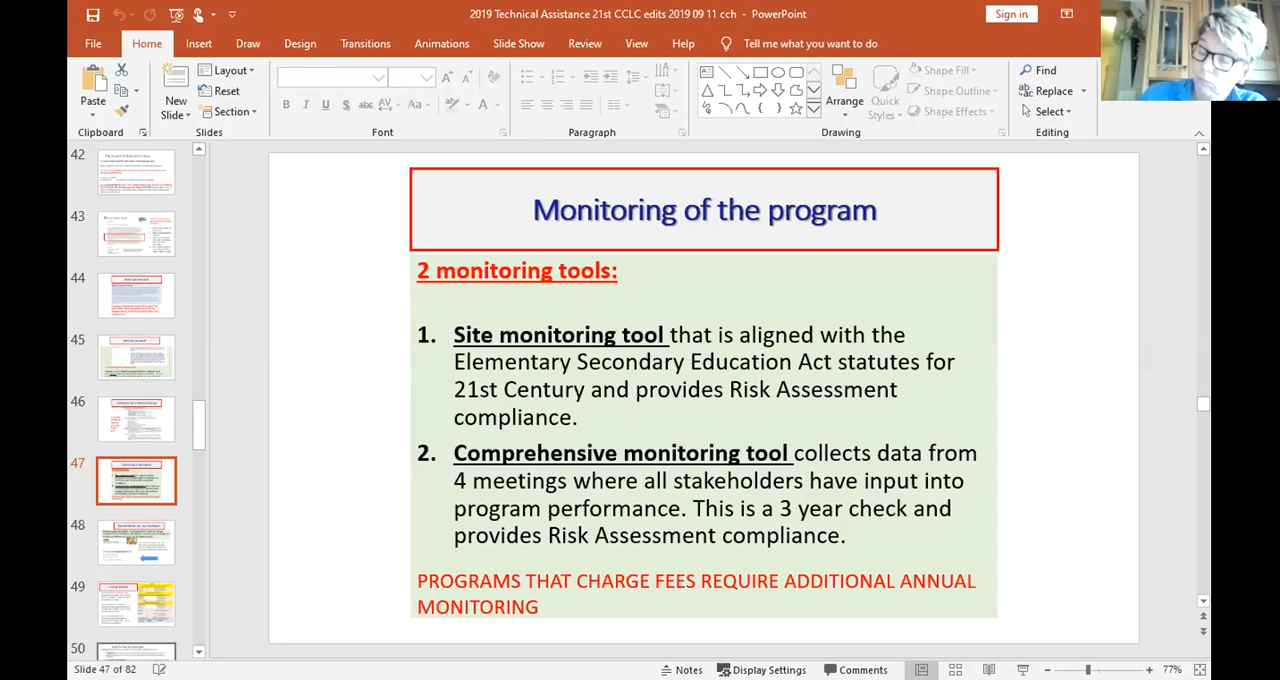 2019 Technical Assistance 21st CCLC edits 2019 09 11 cch - PowerPoint
Sign in
File Home Insert Draw Design Transitions Animations Slide Show Review View Help Tell me what you want to do
Paste
New
Slide
Layout
Reset
Section
B I U S abc AV Aa A
Arrange
Quick
Styles
Shape Fill
Shape Outline
Shape Effects
Find
Replace
Select
Clipboard Slides Font Paragraph Drawing Editing
42
43
44
45
46
47
48
49
50
Monitoring of the program
2 monitoring tools:
1. Site monitoring tool that is aligned with the
Elementary Secondary Education Act statutes for
21st Century and provides Risk Assessment
compliance.
2. Comprehensive monitoring tool collects data from
4 meetings where all stakeholders have input into
program performance. This is a 3 year check and
provides Risk Assessment compliance.
PROGRAMS THAT CHARGE FEES REQUIRE ADDITIONAL ANNUAL
MONITORING
Slide 47 of 82 Notes Display Settings Comments 77%